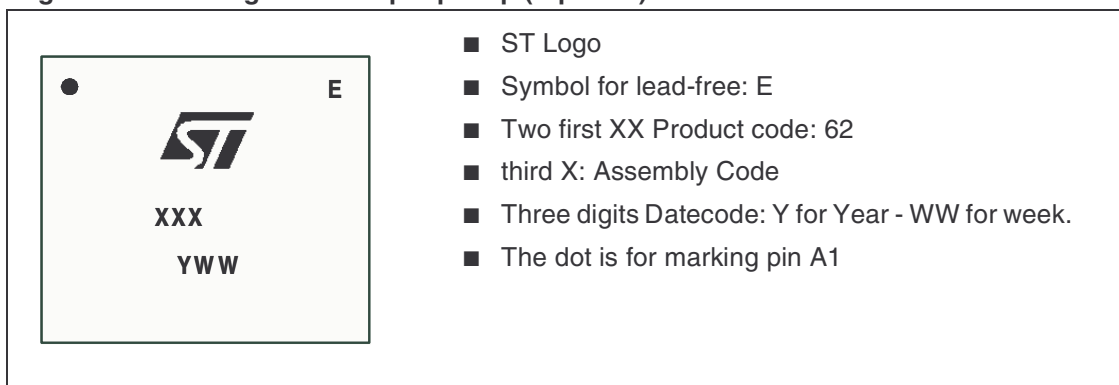 E
ST
XXX
YWW
■ ST Logo
■ Symbol for lead-free: E
■ Two first XX Product code: 62
■ third X: Assembly Code
■ Three digits Datecode: Y for Year - WW for week.
■ The dot is for marking pin A1